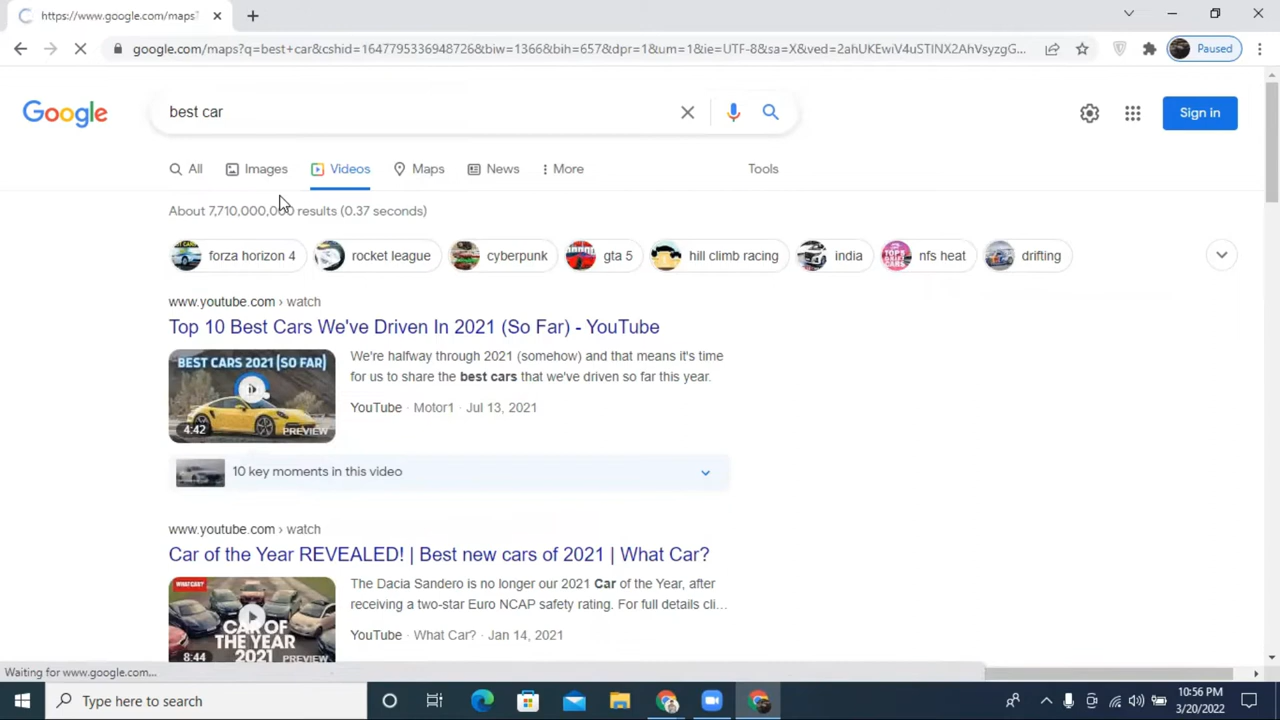 https://www.google.com/maps?
google.com/maps?q=best+car&cshid=1647795336948726&biw=1366&bih=657&dpr=1&um=1&ie=UTF-8&sa=X&ved=2ahUKEwiV4uSTINX2AhVsyzgG...
Paused
Google
best car
Sign in
All
Images
Videos
Maps
News
More
Tools
About 7,710,000,000 results (0.37 seconds)
forza horizon 4
rocket league
cyberpunk
gta 5
hill climb racing
india
nfs heat
drifting
www.youtube.com › watch
Top 10 Best Cars We've Driven In 2021 (So Far) - YouTube
BEST CARS 2021 (SO FAR)
4:42
PREVIEW
We're halfway through 2021 (somehow) and that means it's time
for us to share the best cars that we've driven so far this year.
YouTube · Motor1 · Jul 13, 2021
10 key moments in this video
www.youtube.com › watch
Car of the Year REVEALED! | Best new cars of 2021 | What Car?
WHATCAR?
CAR OF
THE YEAR
2021
8:44
PREVIEW
The Dacia Sandero is no longer our 2021 Car of the Year, after
receiving a two-star Euro NCAP safety rating. For full details cli...
YouTube · What Car? · Jan 14, 2021
Waiting for www.google.com...
Type here to search
10:56 PM
3/20/2022